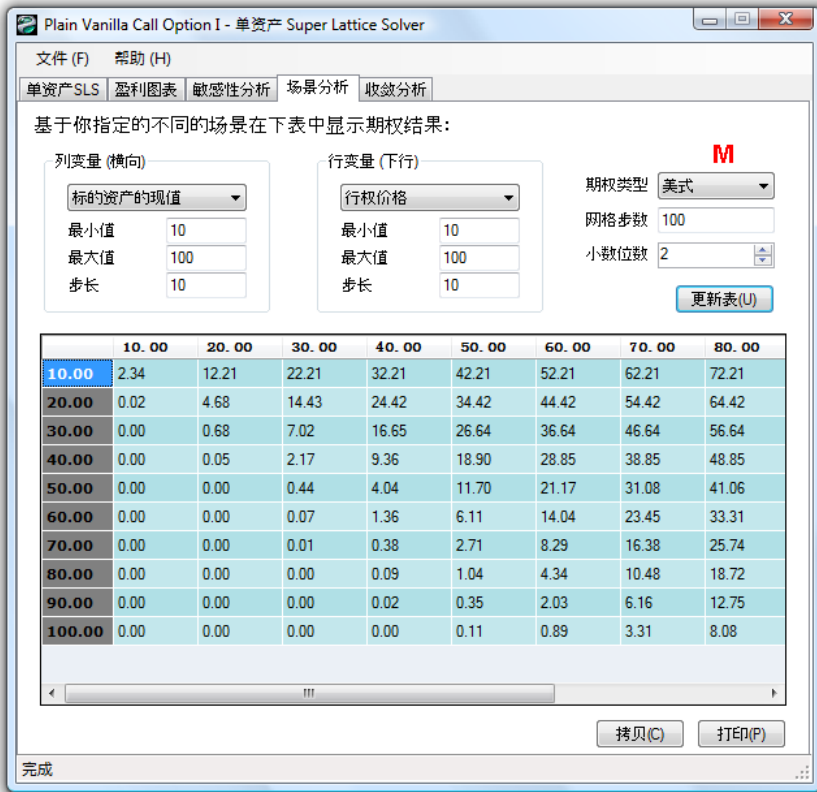 Plain Vanilla Call Option I - 单资产 Super Lattice Solver
文件 (F) 帮助 (H)
单资产SLS 盈利图表 敏感性分析 场景分析 收敛分析
基于你指定的不同的场景在下表中显示期权结果:
列变量 (横向)
标的资产的现值
最小值 10
最大值 100
步长 10
行变量 (下行)
行权价格
最小值 10
最大值 100
步长 10
M
期权类型 美式
网格步数 100
小数位数 2
更新表(U)
10.00 20.00 30.00 40.00 50.00 60.00 70.00 80.00
10.00 2.34 12.21 22.21 32.21 42.21 52.21 62.21 72.21
20.00 0.02 4.68 14.43 24.42 34.42 44.42 54.42 64.42
30.00 0.00 0.68 7.02 16.65 26.64 36.64 46.64 56.64
40.00 0.00 0.05 2.17 9.36 18.90 28.85 38.85 48.85
50.00 0.00 0.00 0.44 4.04 11.70 21.17 31.08 41.06
60.00 0.00 0.00 0.07 1.36 6.11 14.04 23.45 33.31
70.00 0.00 0.00 0.01 0.38 2.71 8.29 16.38 25.74
80.00 0.00 0.00 0.00 0.09 1.04 4.34 10.48 18.72
90.00 0.00 0.00 0.00 0.02 0.35 2.03 6.16 12.75
100.00 0.00 0.00 0.00 0.00 0.11 0.89 3.31 8.08
拷贝(C) 打印(P)
完成